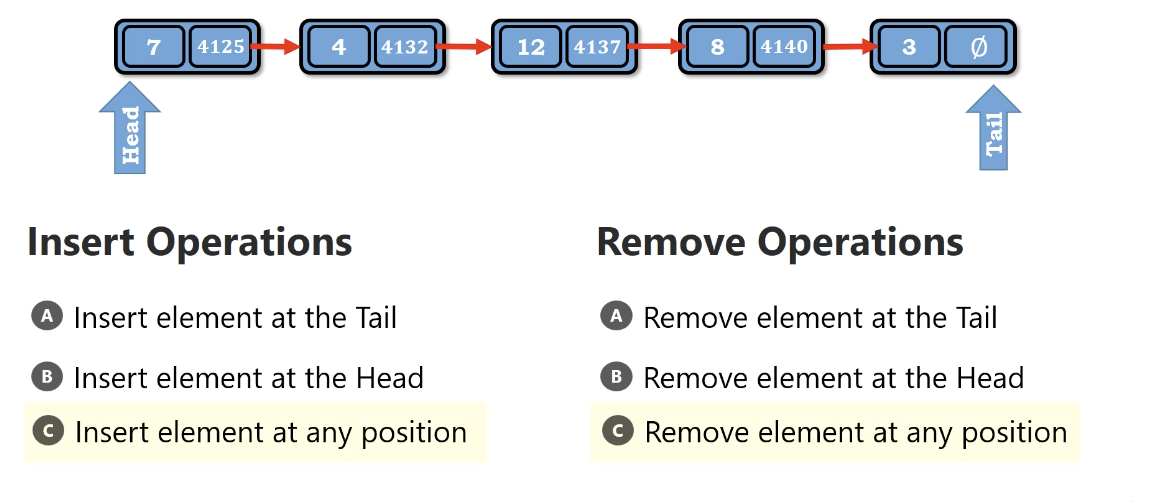 7 4125 4 4132 12 4137 8 4140 3 Ø
Head
Tail
Insert Operations
A Insert element at the Tail
B Insert element at the Head
C Insert element at any position
Remove Operations
A Remove element at the Tail
B Remove element at the Head
C Remove element at any position